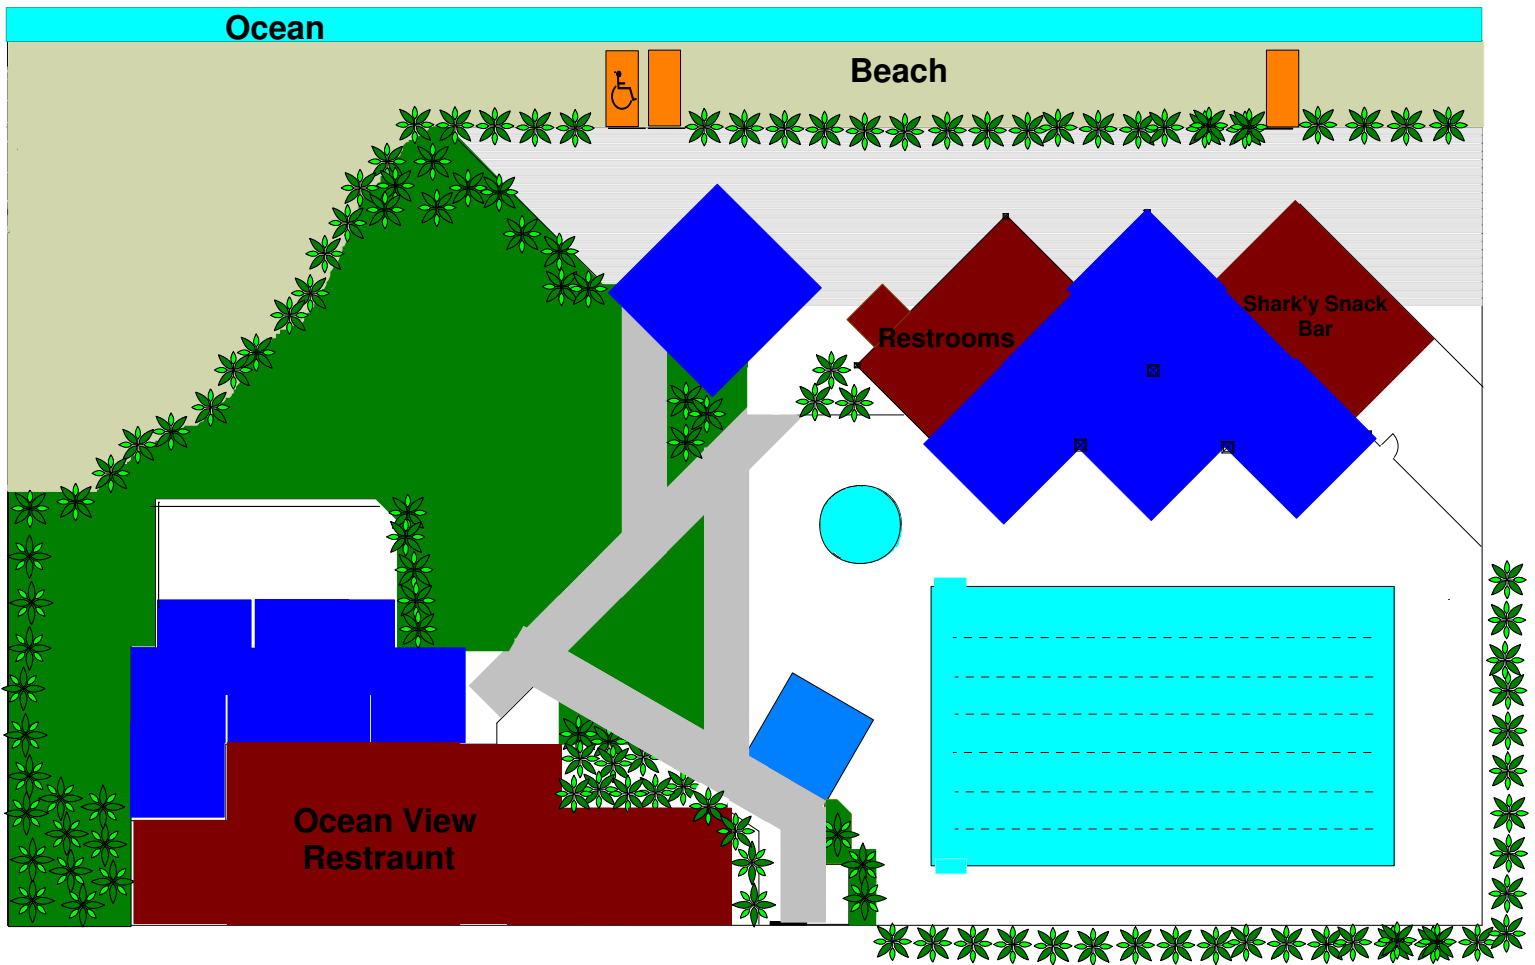 Ocean
Beach
Shark'y Snack
Bar
Restrooms
Ocean View
Restraunt